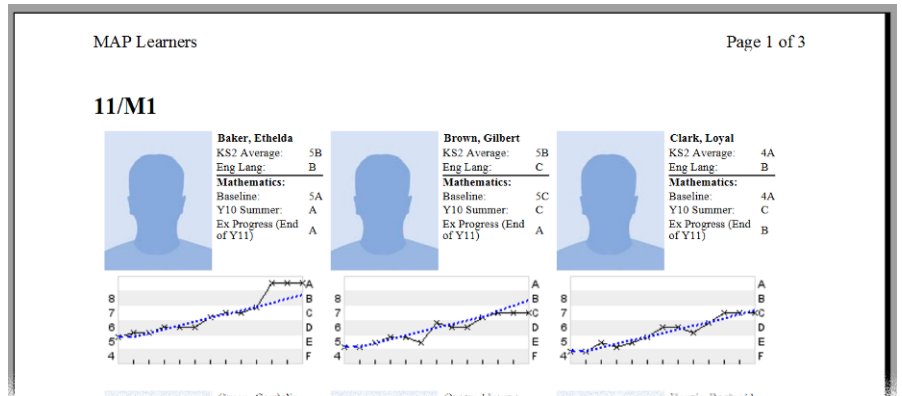 MAP Learners Page 1 of 3
11/M1
Baker, Ethelda
KS2 Average: 5B
Eng Lang: B
Mathematics:
Baseline: 5A
Y10 Summer: A
Ex Progress (End
of Y11) A
Brown, Gilbert
KS2 Average: 5B
Eng Lang: C
Mathematics:
Baseline: 5C
Y10 Summer: C
Ex Progress (End
of Y11) A
Clark, Loyal
KS2 Average: 4A
Eng Lang: B
Mathematics:
Baseline: 4A
Y10 Summer: C
Ex Progress (End
of Y11) B
A
8 B
7 C
6 D
5 E
4 F
A
8 B
7 C
6 D
5 E
4 F
A
8 B
7 C
6 D
5 E
4 F